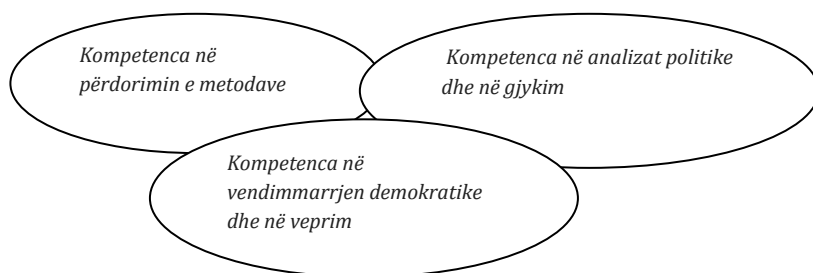 Kompetenca në
përdorimin e metodave
Kompetenca në analizat politike
dhe në gjykim
Kompetenca në
vendimmarrjen demokratike
dhe në veprim